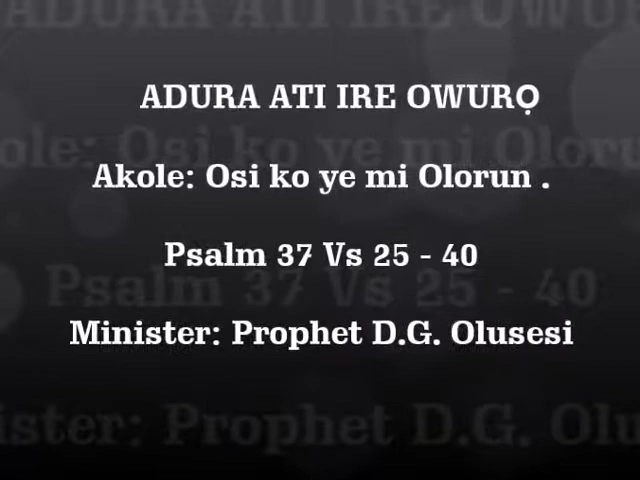 ADURA ATI IRE OWURỌ
Akole: Osi ko ye mi Olorun .
Psalm 37 Vs 25 - 40
Minister: Prophet D.G. Olusesi